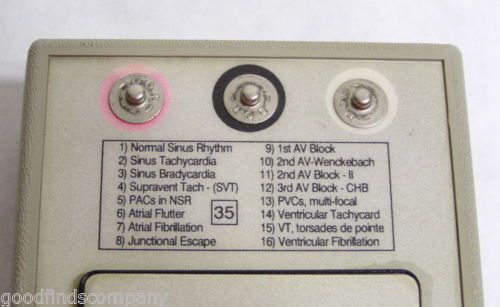 1) Normal Sinus Rhythm
2) Sinus Tachycardia
3) Sinus Bradycardia
4) Supravent Tach - (SVT)
5) PACs in NSR
6) Atrial Flutter
7) Atrial Fibrillation
8) Junctional Escape
35
9) 1st AV Block
10) 2nd AV-Wenckebach
11) 2nd AV Block - II
12) 3rd AV Block - CHB
13) PVCs, multi-focal
14) Ventricular Tachycard
15) VT, torsades de pointe
16) Ventricular Fibrillation
goodfindscompany